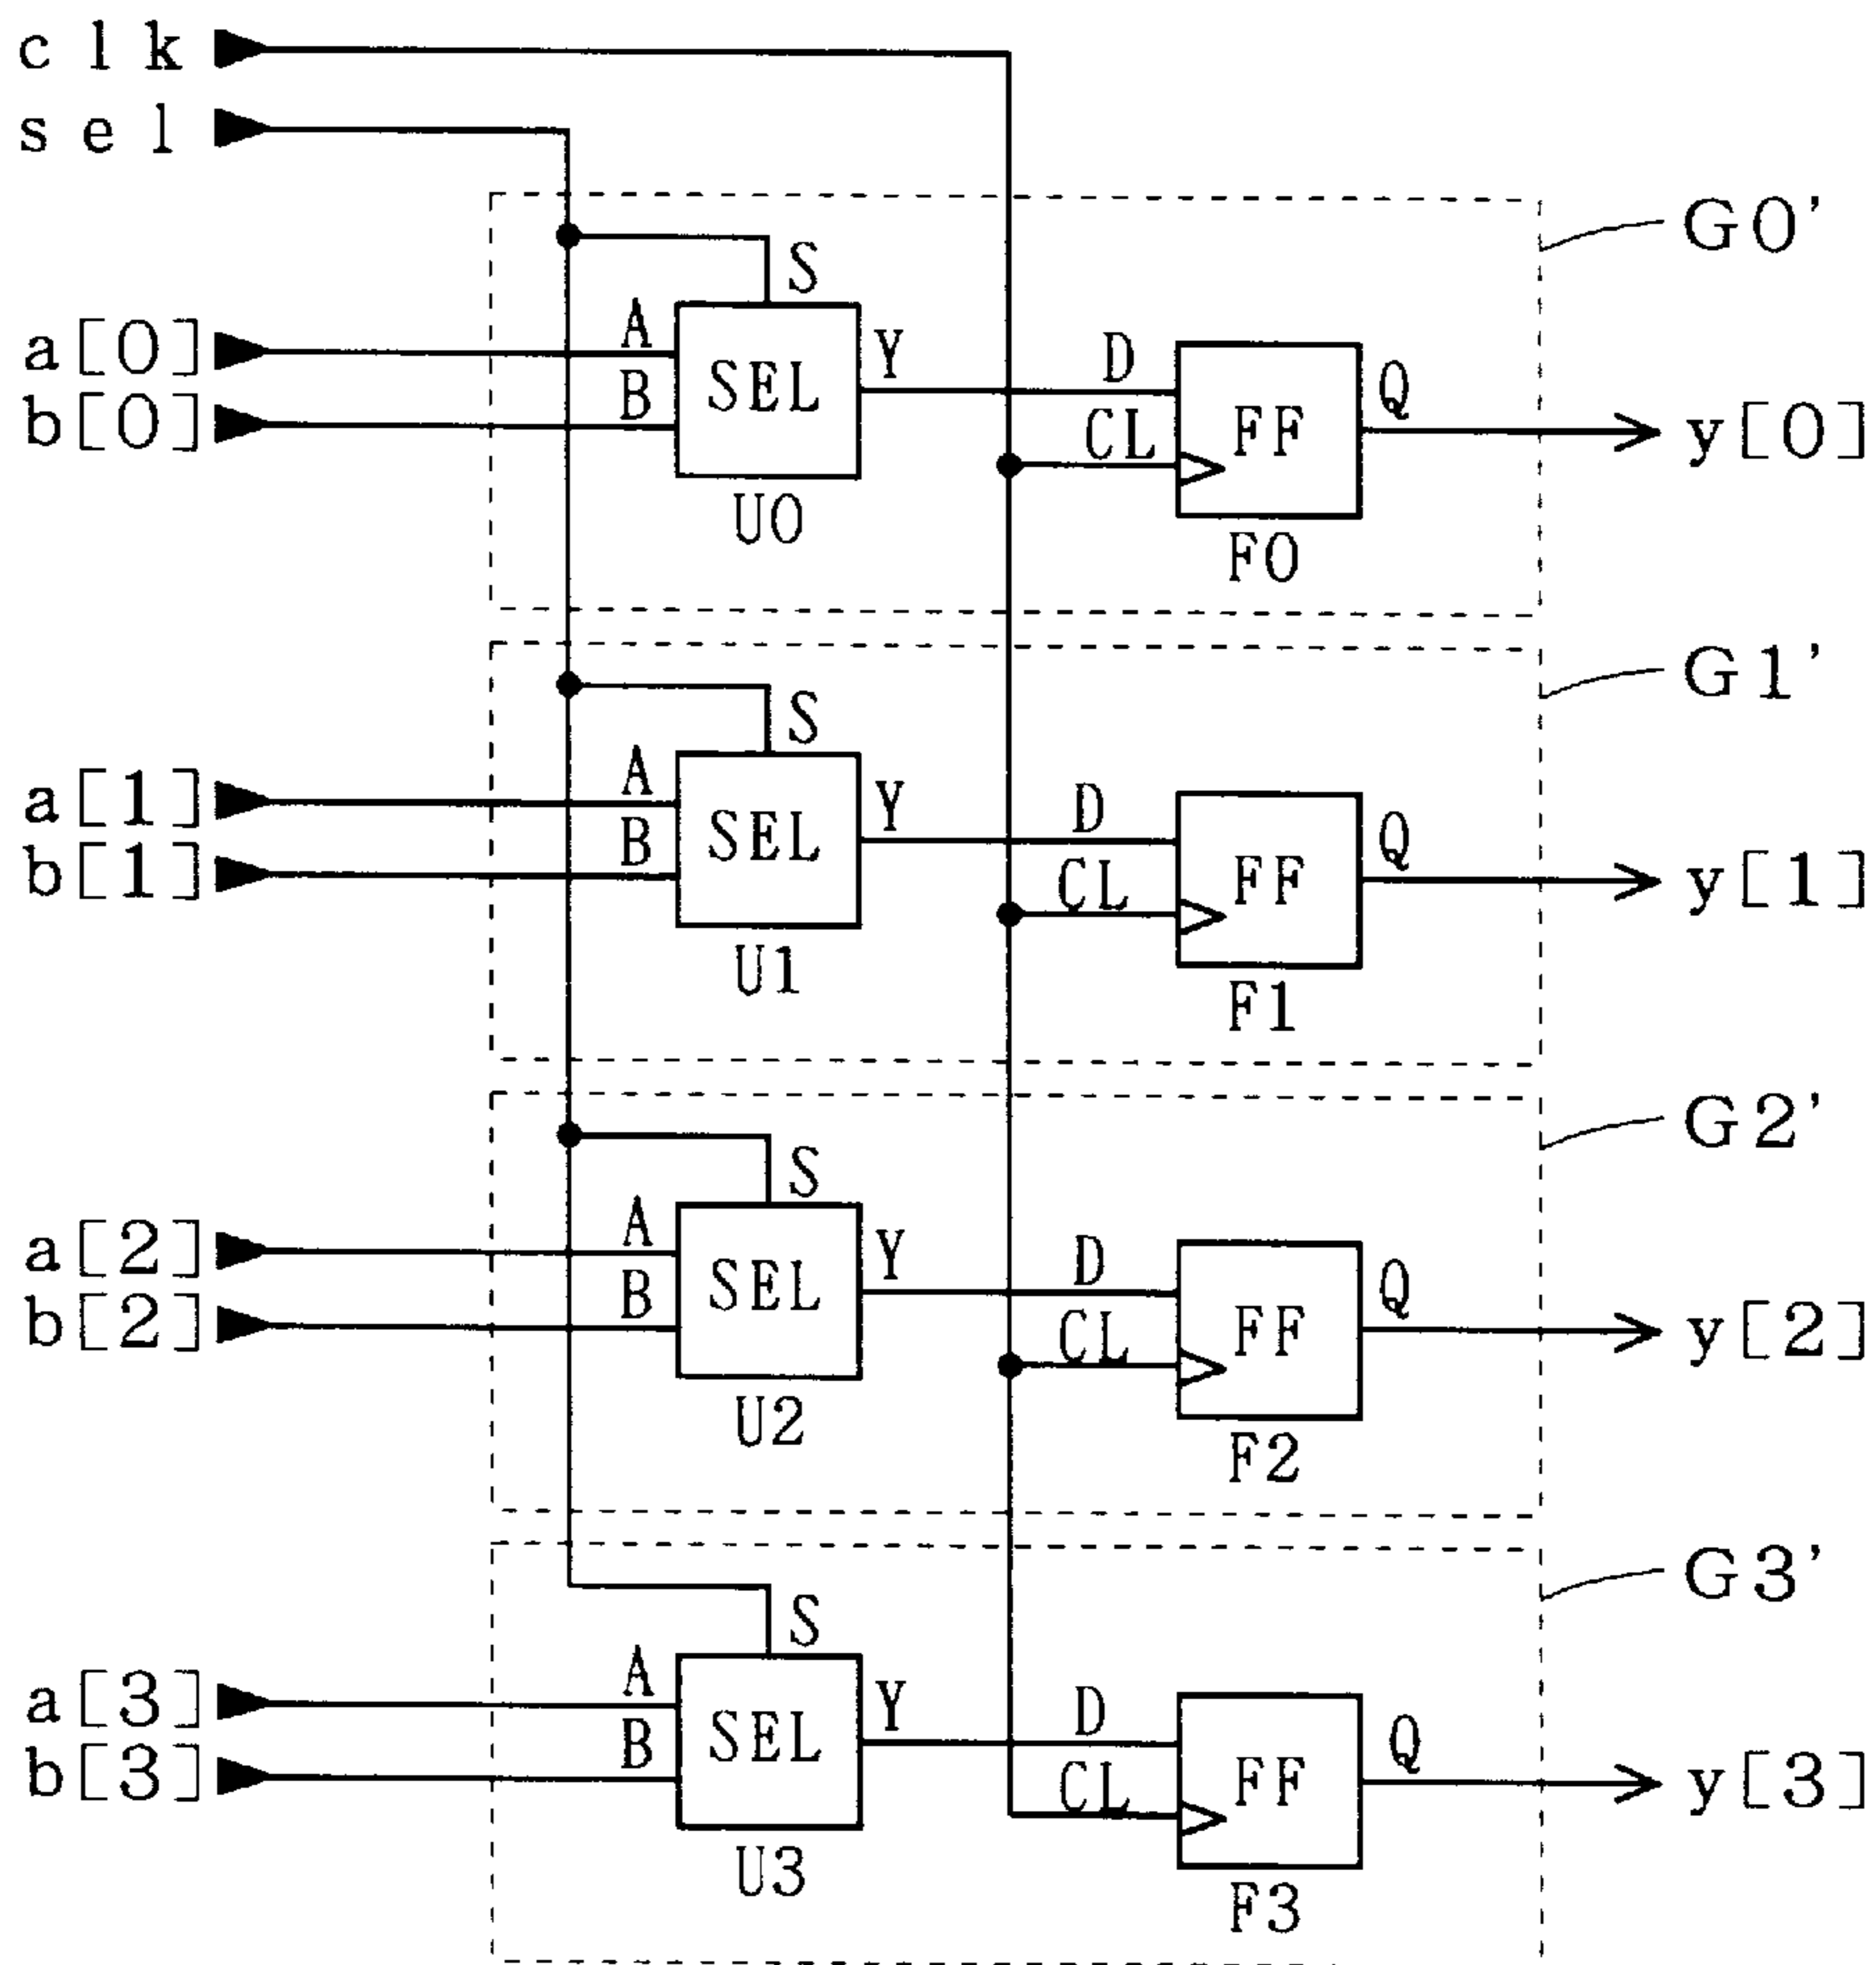 clk
sel
G0'
S
a[0] A SEL Y D FF Q
b[0] B CL y[0]
U0
F0
G1'
S
a[1] A SEL Y D FF Q
b[1] B CL y[1]
U1
F1
G2'
S
a[2] A SEL Y D FF Q
b[2] B CL y[2]
U2
F2
G3'
S
a[3] A SEL Y D FF Q
b[3] B CL y[3]
U3
F3